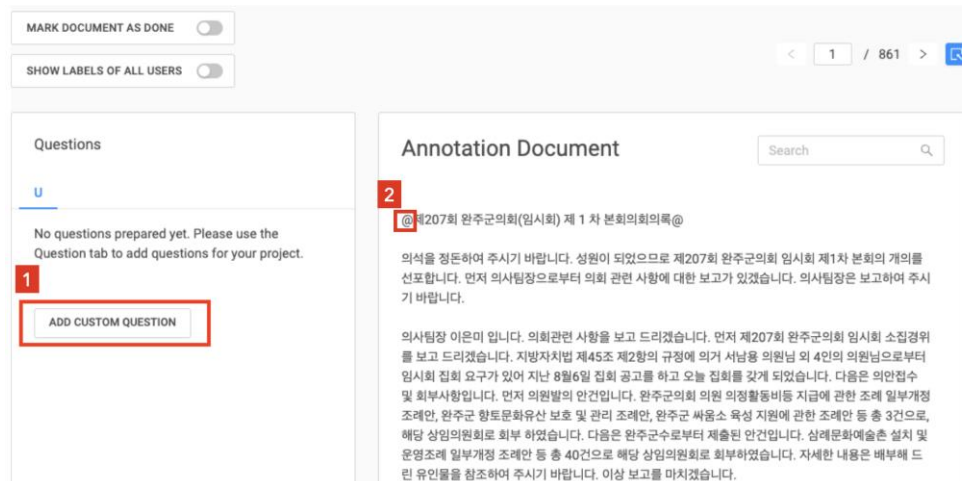 MARK DOCUMENT AS DONE
SHOW LABELS OF ALL USERS
< 1 / 861 >
Questions
U
No questions prepared yet. Please use the
Question tab to add questions for your project.
1
ADD CUSTOM QUESTION
Annotation Document
Search
2
@제207회 완주군의회(임시회) 제 1 차 본회의회의록@
의석을 정돈하여 주시기 바랍니다. 성원이 되었으므로 제207회 완주군의회 임시회 제1차 본회의 개의를
선포합니다. 먼저 의사팀장으로부터 의회 관련 사항에 대한 보고가 있겠습니다. 의사팀장은 보고하여 주시
기 바랍니다.
의사팀장 이은미 입니다. 의회관련 사항을 보고 드리겠습니다. 먼저 제207회 완주군의회 임시회 소집경위
를 보고 드리겠습니다. 지방자치법 제45조 제2항의 규정에 의거 서남용 의원님 외 4인의 의원님으로부터
임시회 집회 요구가 있어 지난 8월6일 집회 공고를 하고 오늘 집회를 갖게 되었습니다. 다음은 의안접수
및 회부사항입니다. 먼저 의원발의 안건입니다. 완주군의회 의원 의정활동비등 지급에 관한 조례 일부개정
조례안, 완주군 향토문화유산 보호 및 관리 조례안, 완주군 싸움소 육성 지원에 관한 조례안 등 총 3건으로,
해당 상임의원회로 회부 하였습니다. 다음은 완주군수로부터 제출된 안건입니다. 삼례문화예술촌 설치 및
운영조례 일부개정 조례안 등 총 40건으로 해당 상임의원회로 회부하였습니다. 자세한 내용은 배부해 드
린 유인물을 참조하여 주시기 바랍니다. 이상 보고를 마치겠습니다.